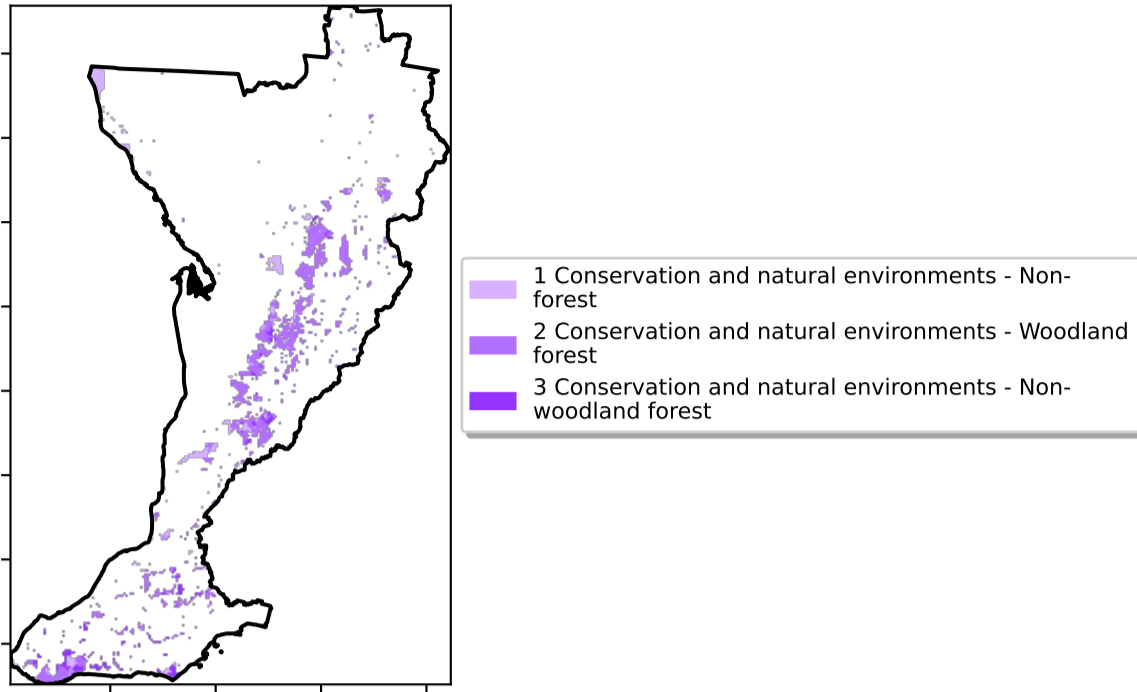 1 Conservation and natural environments - Non-
forest
2 Conservation and natural environments - Woodland
forest
3 Conservation and natural environments - Non-
woodland forest